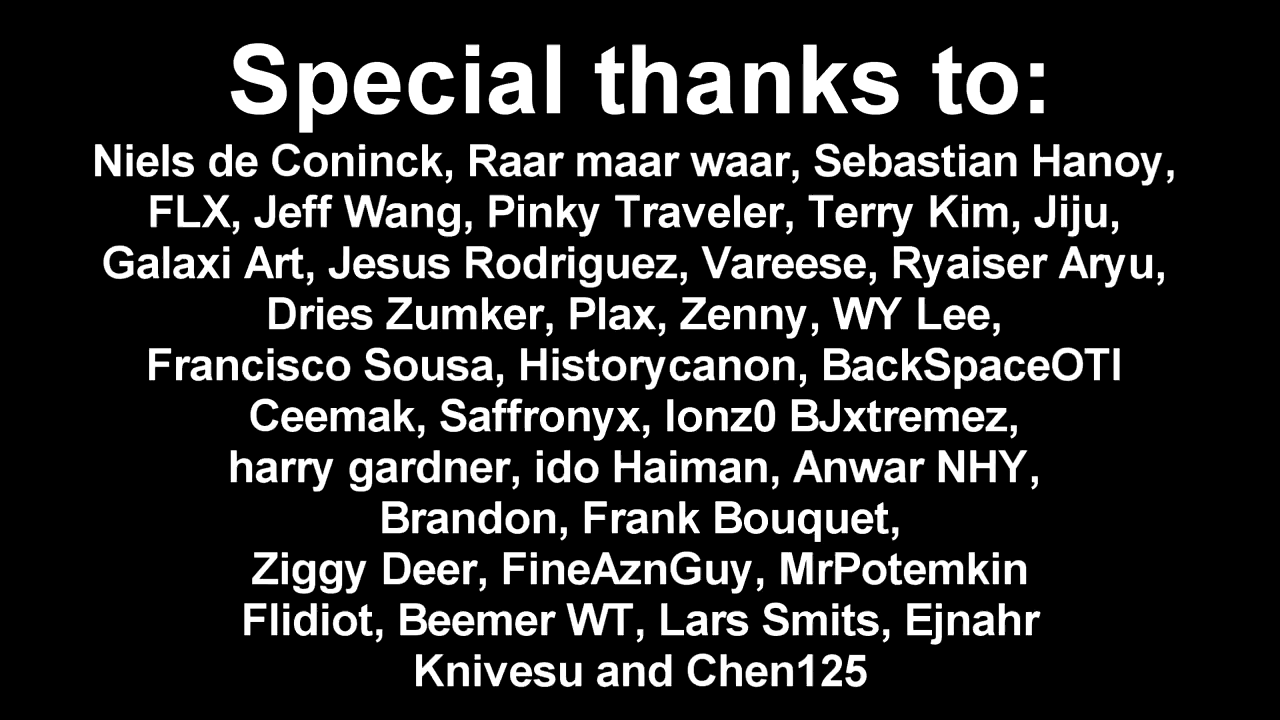 Special thanks to:
Niels de Coninck, Raar maar waar, Sebastian Hanoy,
FLX, Jeff Wang, Pinky Traveler, Terry Kim, Jiju,
Galaxi Art, Jesus Rodriguez, Vareese, Ryaiser Aryu,
Dries Zumker, Plax, Zenny, WY Lee,
Francisco Sousa, Historycanon, BackSpaceOTI
Ceemak, Saffronyx, Ionz0 BJxtremez,
harry gardner, ido Haiman, Anwar NHY,
Brandon, Frank Bouquet,
Ziggy Deer, FineAznGuy, MrPotemkin
Flidiot, Beemer WT, Lars Smits, Ejnahr
Knivesu and Chen125